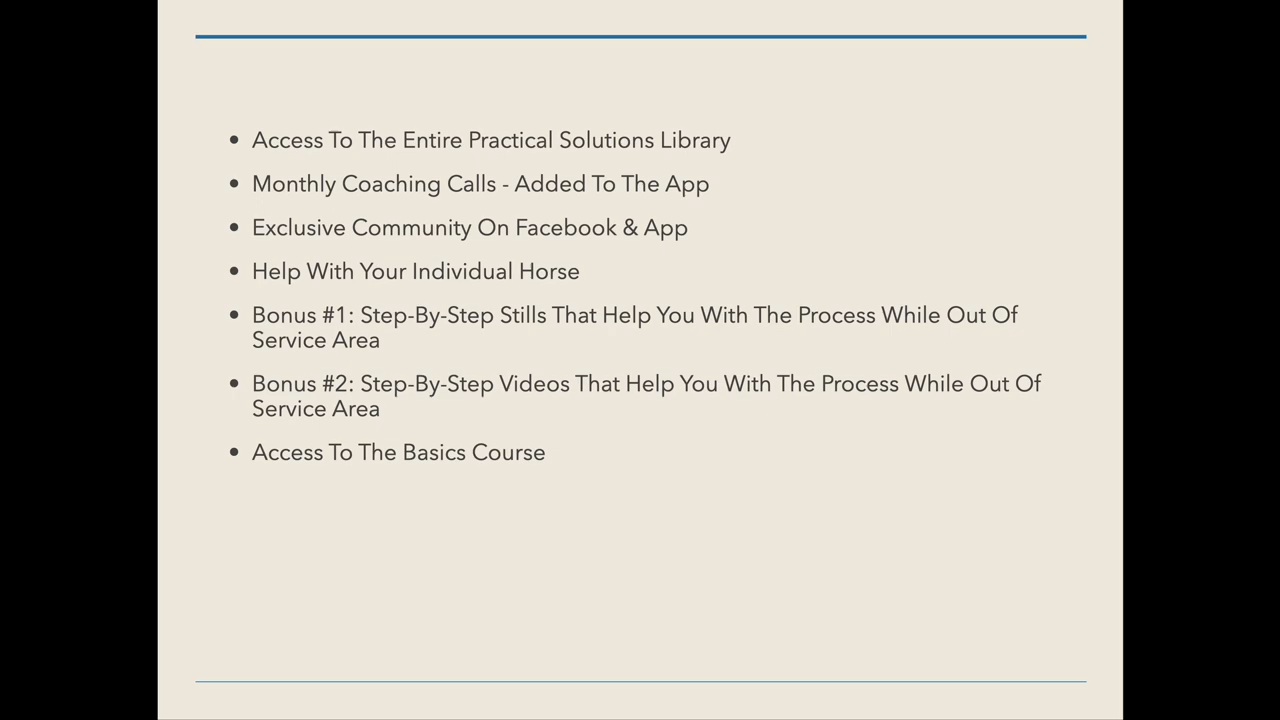 • Access To The Entire Practical Solutions Library
• Monthly Coaching Calls - Added To The App
• Exclusive Community On Facebook & App
• Help With Your Individual Horse
• Bonus #1: Step-By-Step Stills That Help You With The Process While Out Of
Service Area
• Bonus #2: Step-By-Step Videos That Help You With The Process While Out Of
Service Area
• Access To The Basics Course